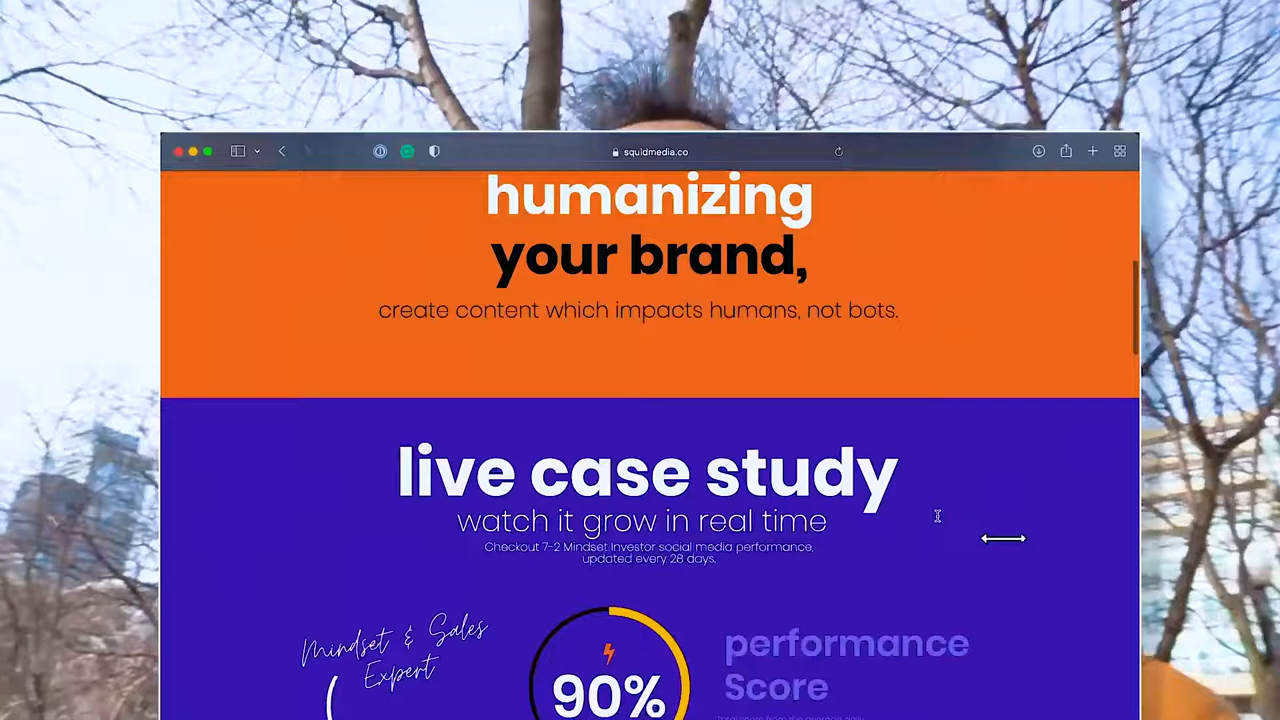 squidmedia.co
humanizing
your brand,
create content which impacts humans, not bots.
live case study
watch it grow in real time
Checkout 7-2 Mindset Investor social media performance,
updated every 28 days.
Mindset & Sales
Expert
90%
performance
Score